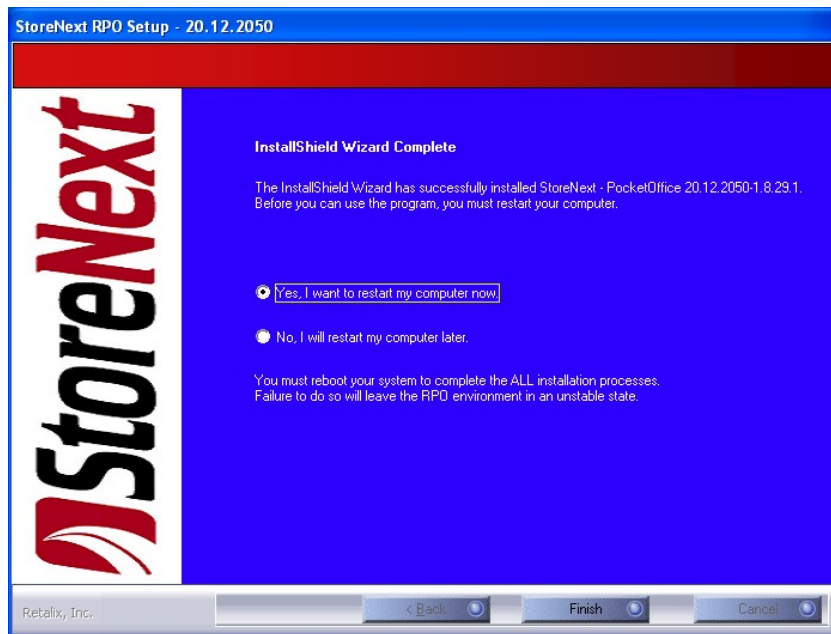 StoreNext RPO Setup - 20.12.2050
StoreNext
InstallShield Wizard Complete
The InstallShield Wizard has successfully installed StoreNext - PocketOffice 20.12.2050-1.8.29.1.
Before you can use the program, you must restart your computer.
Yes, I want to restart my computer now.
No, I will restart my computer later.
You must reboot your system to complete the ALL installation processes.
Failure to do so will leave the RPO environment in an unstable state.
Retalix, Inc.
< Back
Finish
Cancel